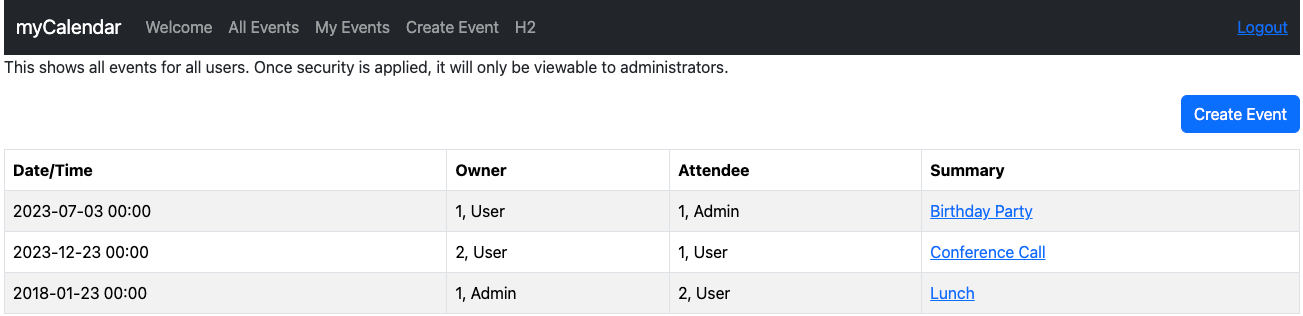 myCalendar Welcome All Events My Events Create Event H2 Logout
This shows all events for all users. Once security is applied, it will only be viewable to administrators.
Create Event
Date/Time Owner Attendee Summary
2023-07-03 00:00 1, User 1, Admin Birthday Party
2023-12-23 00:00 2, User 1, User Conference Call
2018-01-23 00:00 1, Admin 2, User Lunch